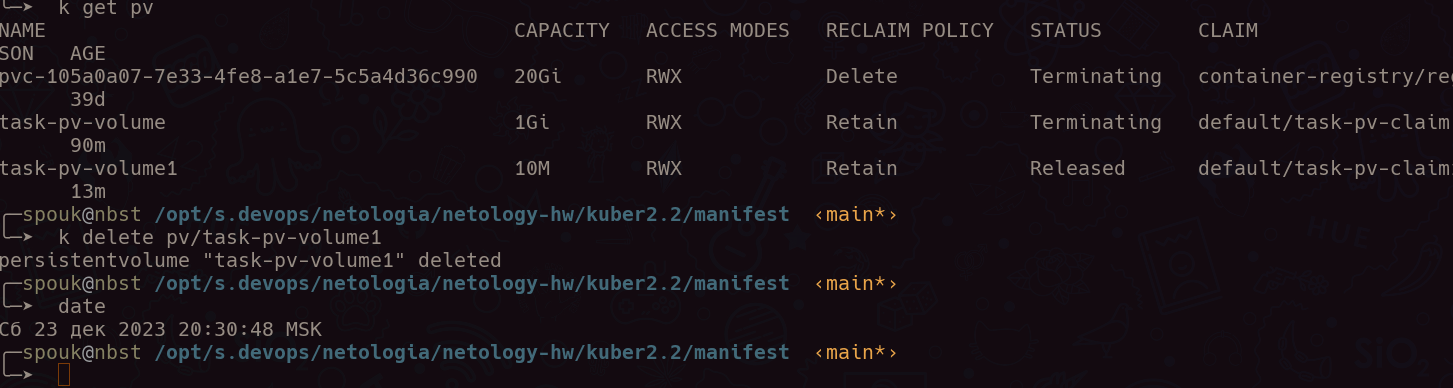 k get pv
NAME CAPACITY ACCESS MODES RECLAIM POLICY STATUS CLAIM
SON AGE
pvc-105a0a07-7e33-4fe8-a1e7-5c5a4d36c990 20Gi RWX Delete Terminating container-registry/re
39d
task-pv-volume 1Gi RWX Retain Terminating default/task-pv-claim
90m
task-pv-volume1 10M RWX Retain Released default/task-pv-claim
13m
╭─spouk@nbst /opt/s.devops/netologia/netology-hw/kuber2.2/manifest ‹main*›
╰─➤ k delete pv/task-pv-volume1
persistentvolume "task-pv-volume1" deleted
╭─spouk@nbst /opt/s.devops/netologia/netology-hw/kuber2.2/manifest ‹main*›
╰─➤ date
Сб 23 дек 2023 20:30:48 MSK
╭─spouk@nbst /opt/s.devops/netologia/netology-hw/kuber2.2/manifest ‹main*›
╰─➤
HUE
SiO2